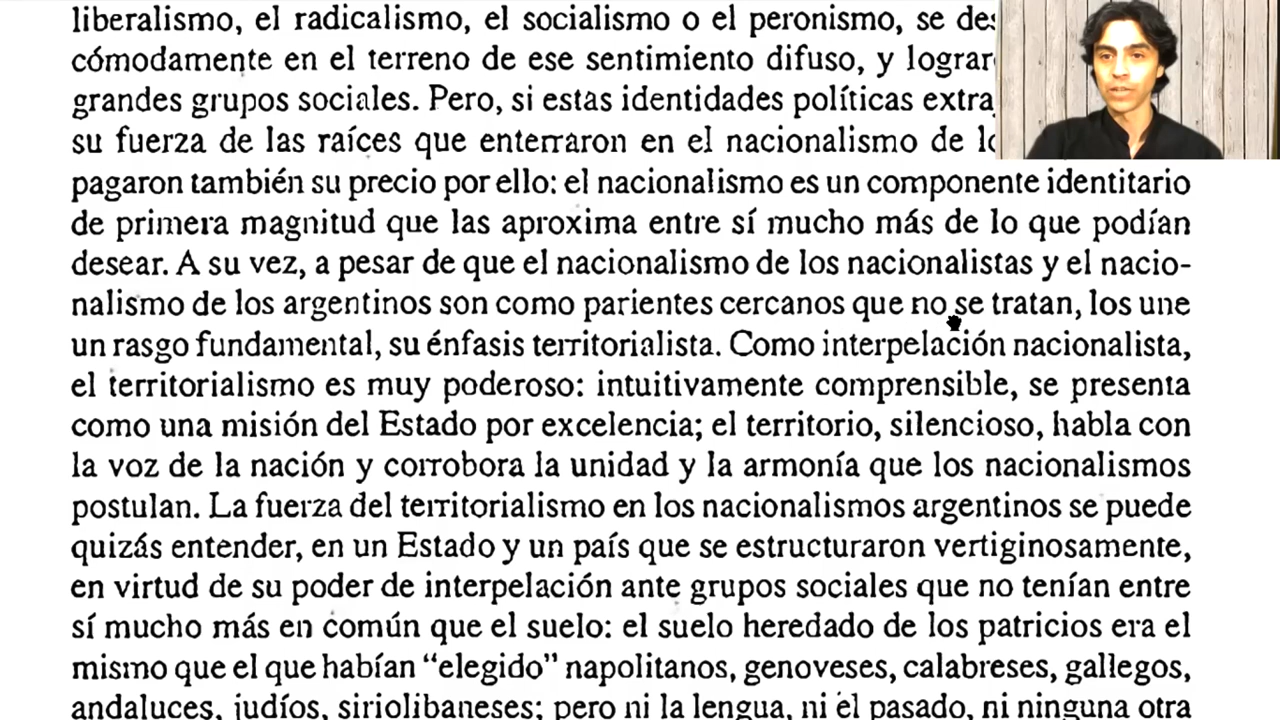 liberalismo, el radicalismo, el socialismo o el peronismo, se
cómodamente en el terreno de ese sentimiento difuso, y
grandes grupos sociales. Pero, si estas identidades políticas
su fuerza de las raíces que enterraron en el nacionalismo de
pagaron también su precio por ello: el nacionalismo es un componente identitario
de primera magnitud que las aproxima entre sí mucho más de lo que podían
desear. A su vez, a pesar de que el nacionalismo de los nacionalistas y el nacio-
nalismo de los argentinos son como parientes cercanos que no se tratan, los une
un rasgo fundamental, su énfasis territorialista. Como interpelación nacionalista,
el territorialismo es muy poderoso: intuitivamente comprensible, se presenta
como una misión del Estado por excelencia; el territorio, silencioso, habla con
la voz de la nación y corrobora la unidad y la armonía que los nacionalismos
postulan. La fuerza del territorialismo en los nacionalismos argentinos se puede
quizás entender, en un Estado y un país que se estructuraron vertiginosamente,
en virtud de su poder de interpelación ante grupos sociales que no tenían entre
sí mucho más en común que el suelo: el suelo heredado de los patricios era el
mismo que el que habían “elegido” napolitanos, genoveses, calabreses, gallegos,
andaluces, judíos, siriolibaneses; pero ni la lengua, ni el pasado, ni ninguna otra